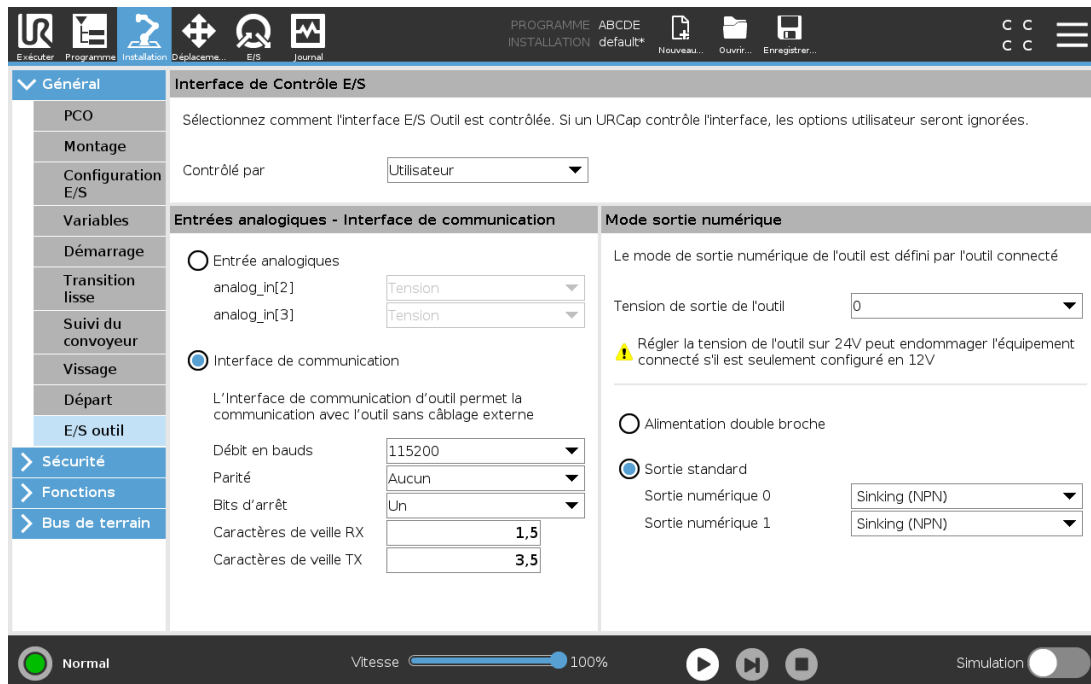 UR
PROGRAMME ABCDE
INSTALLATION default*
Exécuter Programme Installation Déplaceme... E/S Journal
Nouveau... Ouvrir... Enregistrer...
C C
C C
Général
PCO
Montage
Configuration
E/S
Variables
Démarrage
Transition
lisse
Suivi du
convoyeur
Vissage
Départ
E/S outil
Sécurité
Fonctions
Bus de terrain
Interface de Contrôle E/S
Sélectionnez comment l'interface E/S Outil est contrôlée. Si un URCap contrôle l'interface, les options utilisateur seront ignorées.
Contrôlé par Utilisateur
Entrées analogiques - Interface de communication
Entrée analogiques
analog_in[2] Tension
analog_in[3] Tension
Interface de communication
L'Interface de communication d'outil permet la
communication avec l'outil sans câblage externe
Débit en bauds 115200
Parité Aucun
Bits d'arrêt Un
Caractères de veille RX 1,5
Caractères de veille TX 3,5
Mode sortie numérique
Le mode de sortie numérique de l'outil est défini par l'outil connecté
Tension de sortie de l'outil 0
Régler la tension de l'outil sur 24V peut endommager l'équipement
connecté s'il est seulement configuré en 12V
Alimentation double broche
Sortie standard
Sortie numérique 0 Sinking (NPN)
Sortie numérique 1 Sinking (NPN)
Normal
Vitesse 100%
Simulation